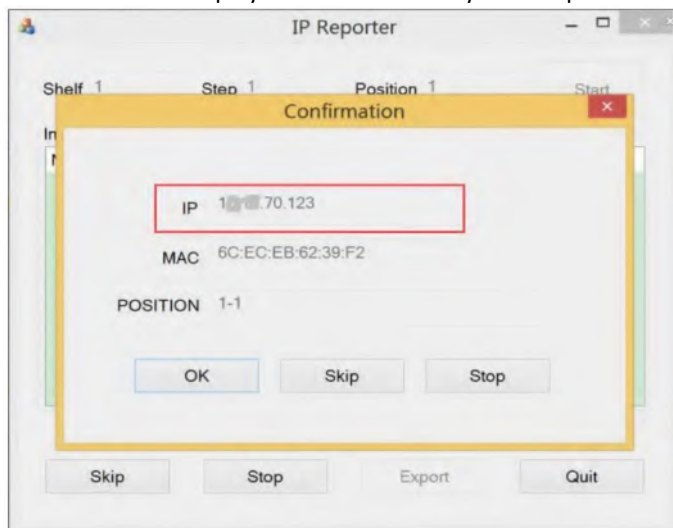 IP Reporter
Shelf 1 Step 1 Position 1 Start
Confirmation
In
IP .70.123
MAC 6C:EC:EB:62:39:F2
POSITION 1-1
OK Skip Stop
Skip Stop Export Quit